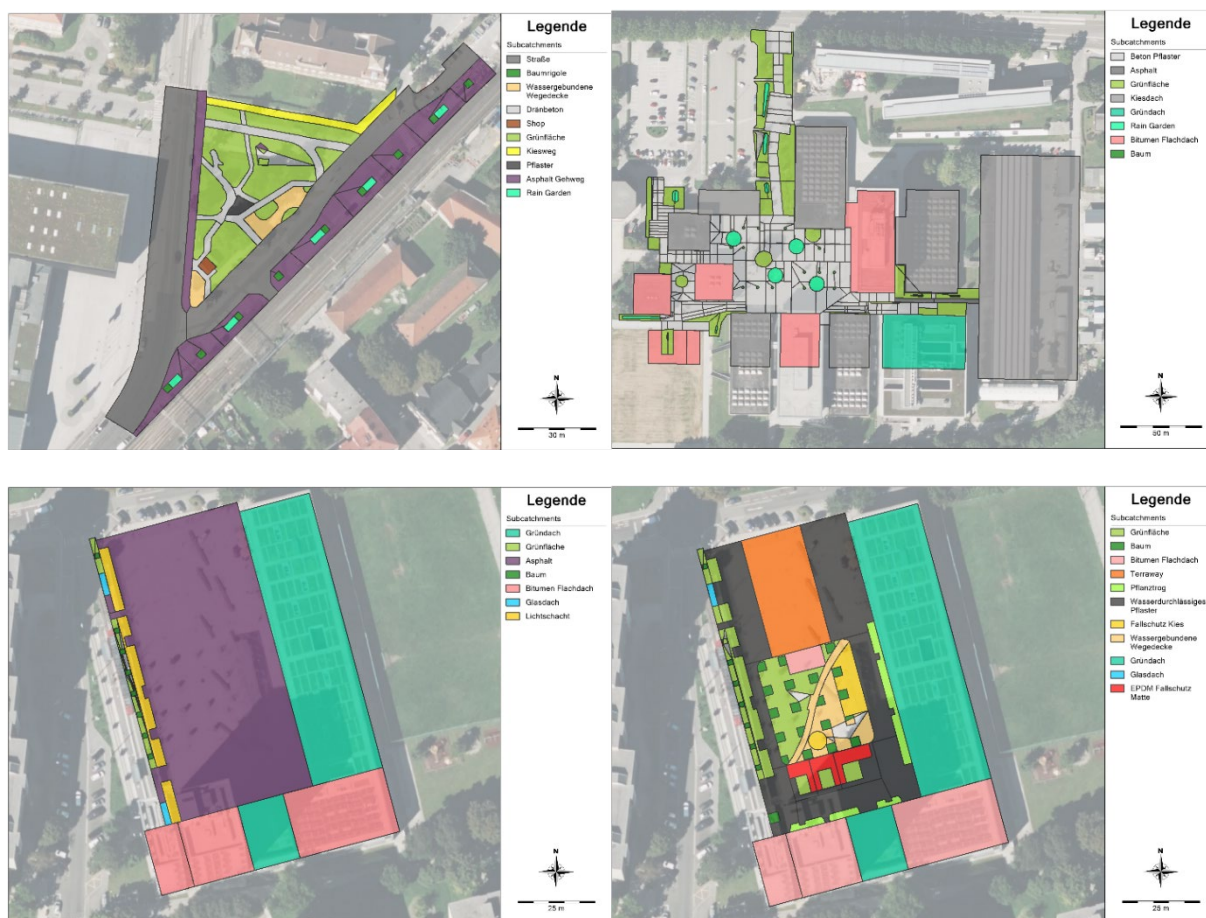 Legende
Subcatchments
Straße
Baumrigole
Wassergebundene
Wegedecke
Dränbeton
Shop
Grünfläche
Kiesweg
Pflaster
Asphalt Gehweg
Rain Garden
N
30 m
Legende
Subcatchments
Beton Pflaster
Asphalt
Grünfläche
Kiesdach
Gründach
Rain Garden
Bitumen Flachdach
Baum
N
50 m
Legende
Subcatchments
Gründach
Grünfläche
Asphalt
Baum
Bitumen Flachdach
Glasdach
Lichtschacht
N
25 m
Legende
Subcatchments
Grünfläche
Baum
Bitumen Flachdach
Terraway
Pflanztrog
Wasserdurchlässiges
Pflaster
Fallschutz Kies
Wassergebundene
Wegedecke
Gründach
Glasdach
EPDM Fallschutz
Matte
N
25 m